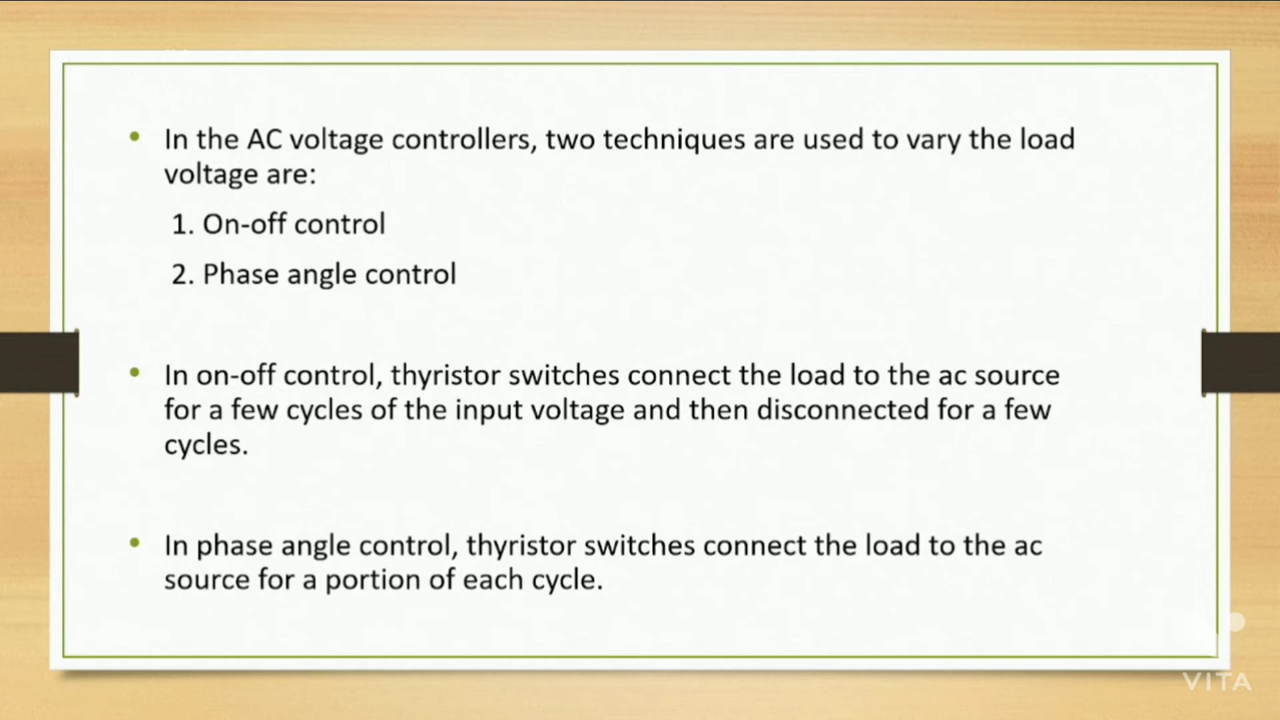 In the AC voltage controllers, two techniques are used to vary the load
voltage are:
1. On-off control
2. Phase angle control
In on-off control, thyristor switches connect the load to the ac source
for a few cycles of the input voltage and then disconnected for a few
cycles.
In phase angle control, thyristor switches connect the load to the ac
source for a portion of each cycle.
VITA